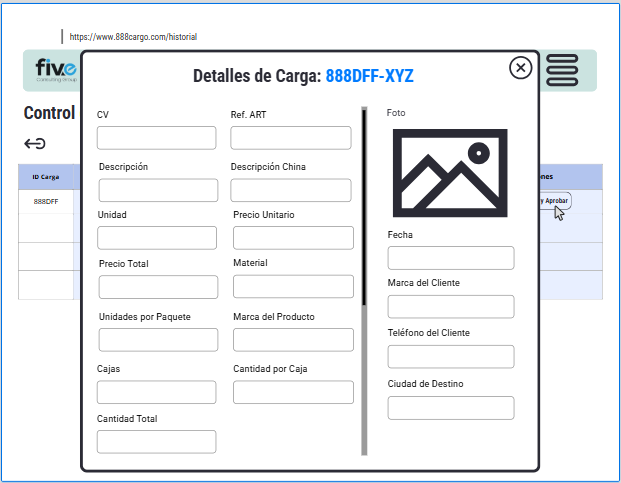 https://www.888cargo.com/historial
five
Consulting Group
Detalles de Carga: 888DFF-XYZ
Control
ID Carga
nes
888DFF
y Aprobar
CV
Ref. ART
Descripción
Descripción China
Unidad
Precio Unitario
Precio Total
Material
Unidades por Paquete
Marca del Producto
Cajas
Cantidad por Caja
Cantidad Total
Foto
Fecha
Marca del Cliente
Teléfono del Cliente
Ciudad de Destino